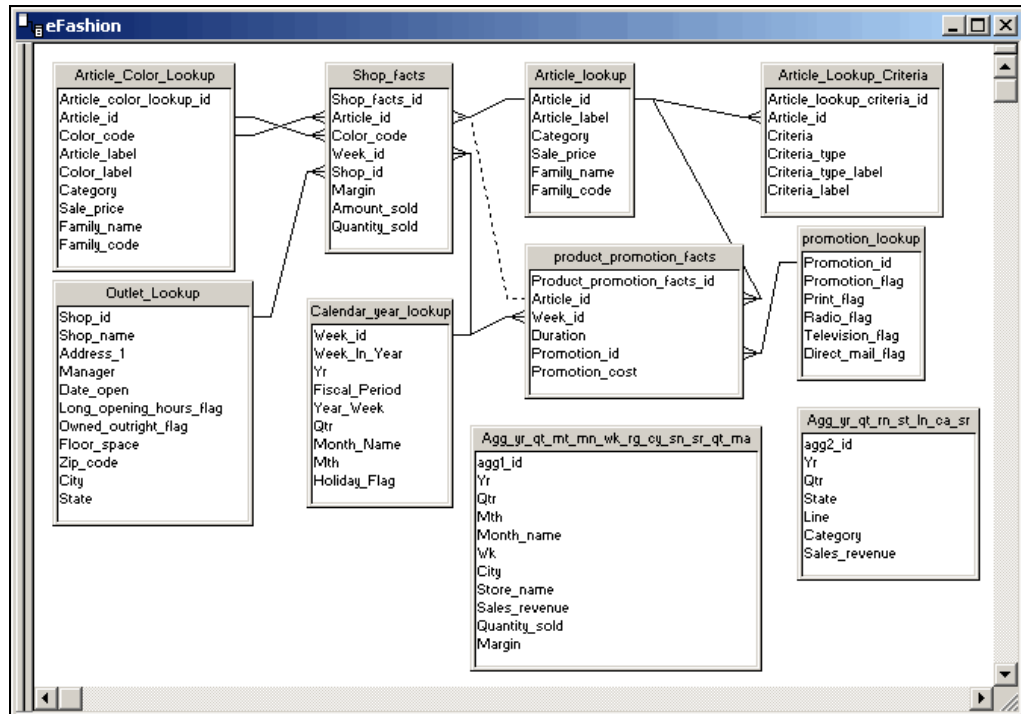 eFashion
Article_Color_Lookup
Article_color_lookup_id
Article_id
Color_code
Article_label
Color_label
Category
Sale_price
Family_name
Family_code
Shop_facts
Shop_facts_id
Article_id
Color_code
Week_id
Shop_id
Margin
Amount_sold
Quantity_sold
Article_lookup
Article_id
Article_label
Category
Sale_price
Family_name
Family_code
Article_Lookup_Criteria
Article_lookup_criteria_id
Article_id
Criteria
Criteria_type
Criteria_type_label
Criteria_label
Outlet_Lookup
Shop_id
Shop_name
Address_1
Manager
Date_open
Long_opening_hours_flag
Owned_outright_flag
Floor_space
Zip_code
City
State
Calendar_year_lookup
Week_id
Week_In_Year
Yr
Fiscal_Period
Year_Week
Qtr
Month_Name
Mth
Holiday_Flag
product_promotion_facts
Product_promotion_facts_id
Article_id
Week_id
Duration
Promotion_id
Promotion_cost
promotion_lookup
Promotion_id
Promotion_flag
Print_flag
Radio_flag
Television_flag
Direct_mail_flag
Agg_yr_qt_mt_mn_wk_rg_cy_sn_sr_qt_ma
agg1_id
Yr
Qtr
Mth
Month_name
Wk
City
Store_name
Sales_revenue
Quantity_sold
Margin
Agg_yr_qt_rn_st_ln_ca_sr
agg2_id
Yr
Qtr
State
Line
Category
Sales_revenue